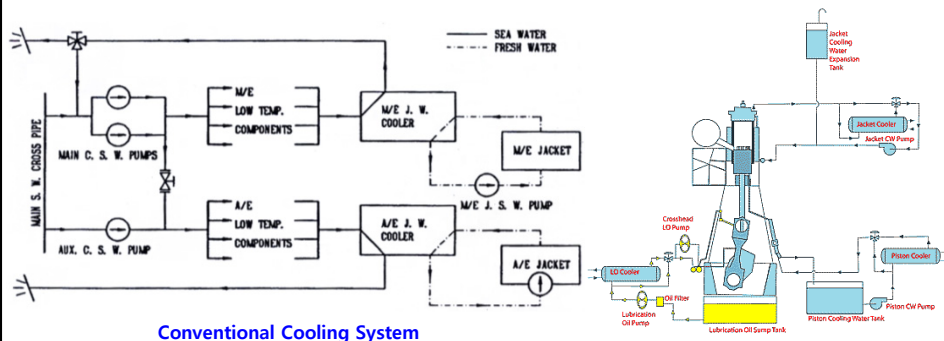 SEA WATER
FRESH WATER
M/E
LOW TEMP.
COMPONENTS
M/E J. W.
COOLER
M/E JACKET
MAIN C. S. W. PUMPS
M/E J. S. W. PUMP
MAIN S. W. CROSS PIPE
A/E
LOW TEMP.
COMPONENTS
A/E J. W.
COOLER
A/E JACKET
AUX. C. S. W. PUMP
Conventional Cooling System
Jacket
Cooling
Water
Expansion
Tank
Jacket Cooler
Jacket CW Pump
Crosshead
LO Pump
LO Cooler
Oil Filter
Lubrication
Oil Pump
Lubrication Oil Sump Tank
Piston Cooler
Piston CW Pump
Piston Cooling Water Tank